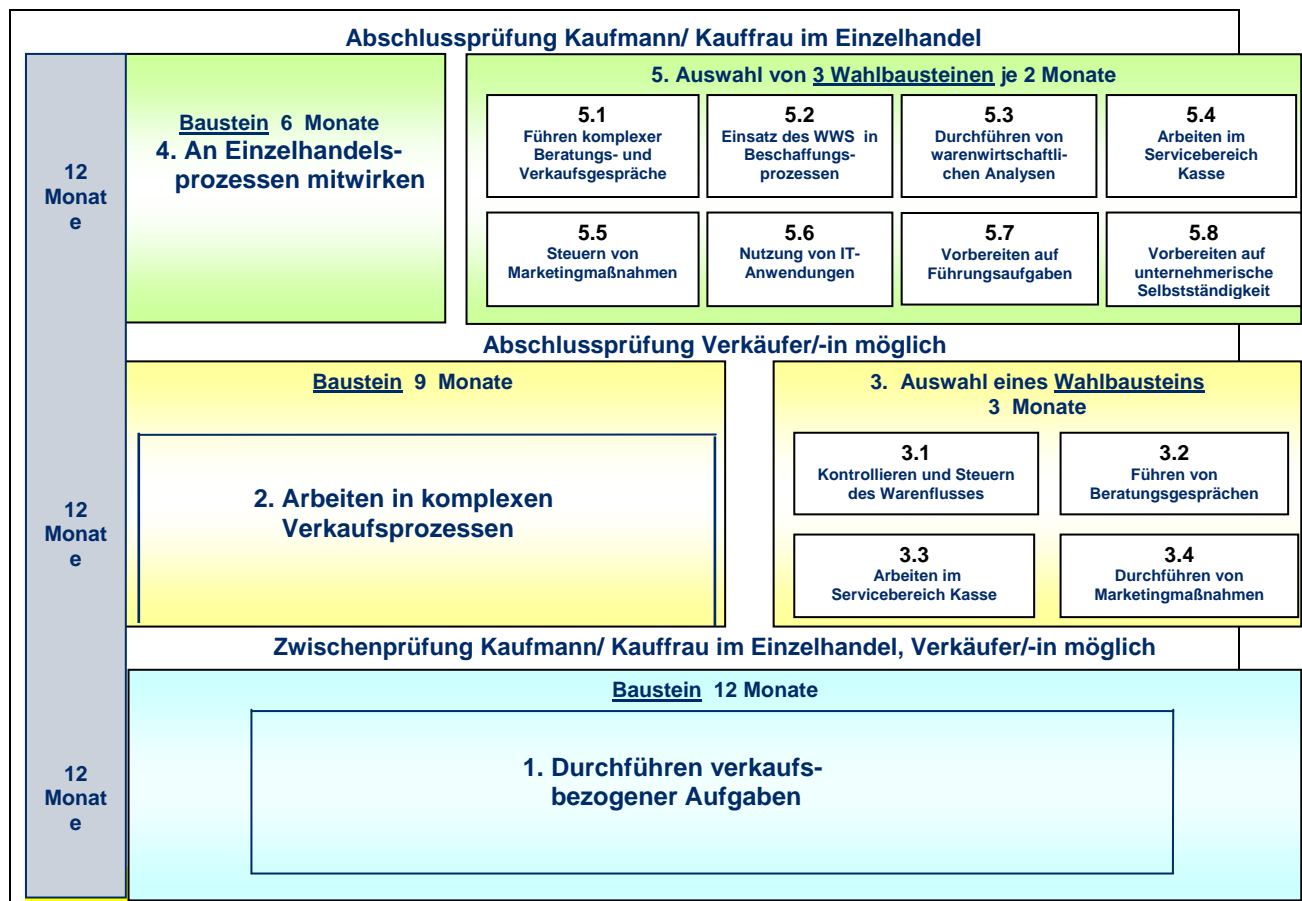 Abschlussprüfung Kaufmann/ Kauffrau im Einzelhandel
12
Monat
e
Baustein 6 Monate
4. An Einzelhandels-
prozessen mitwirken
5. Auswahl von 3 Wahlbausteinen je 2 Monate
5.1
Führen komplexer
Beratungs- und
Verkaufsgespräche
5.2
Einsatz des WWS in
Beschaffungs-
prozessen
5.3
Durchführen von
warenwirtschaftli-
chen Analysen
5.4
Arbeiten im
Servicebereich
Kasse
5.5
Steuern von
Marketingmaßnahmen
5.6
Nutzung von IT-
Anwendungen
5.7
Vorbereiten auf
Führungsaufgaben
5.8
Vorbereiten auf
unternehmerische
Selbstständigkeit
Abschlussprüfung Verkäufer/-in möglich
12
Monat
e
Baustein 9 Monate
2. Arbeiten in komplexen
Verkaufsprozessen
3. Auswahl eines Wahlbausteins
3 Monate
3.1
Kontrollieren und Steuern
des Warenflusses
3.2
Führen von
Beratungsgesprächen
3.3
Arbeiten im
Servicebereich Kasse
3.4
Durchführen von
Marketingmaßnahmen
Zwischenprüfung Kaufmann/ Kauffrau im Einzelhandel, Verkäufer/-in möglich
12
Monat
e
Baustein 12 Monate
1. Durchführen verkaufs-
bezogener Aufgaben